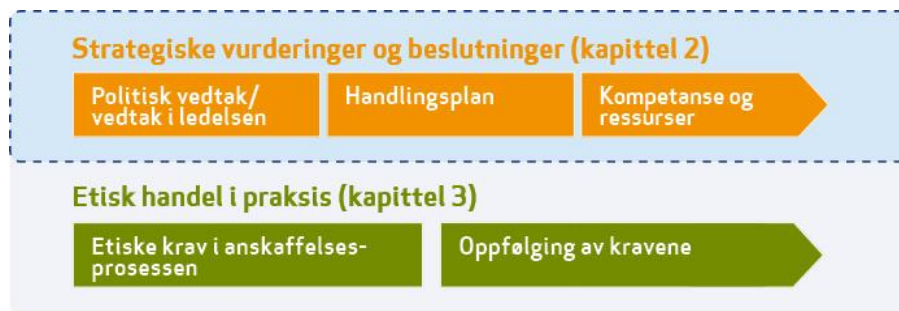 Strategiske vurderinger og beslutninger (kapittel 2)
Politisk vedtak/
vedtak i ledelsen
Handlingsplan
Kompetanse og
ressurser
Etisk handel i praksis (kapittel 3)
Etiske krav i anskaffelses-
prosessen
Oppfølging av kravene